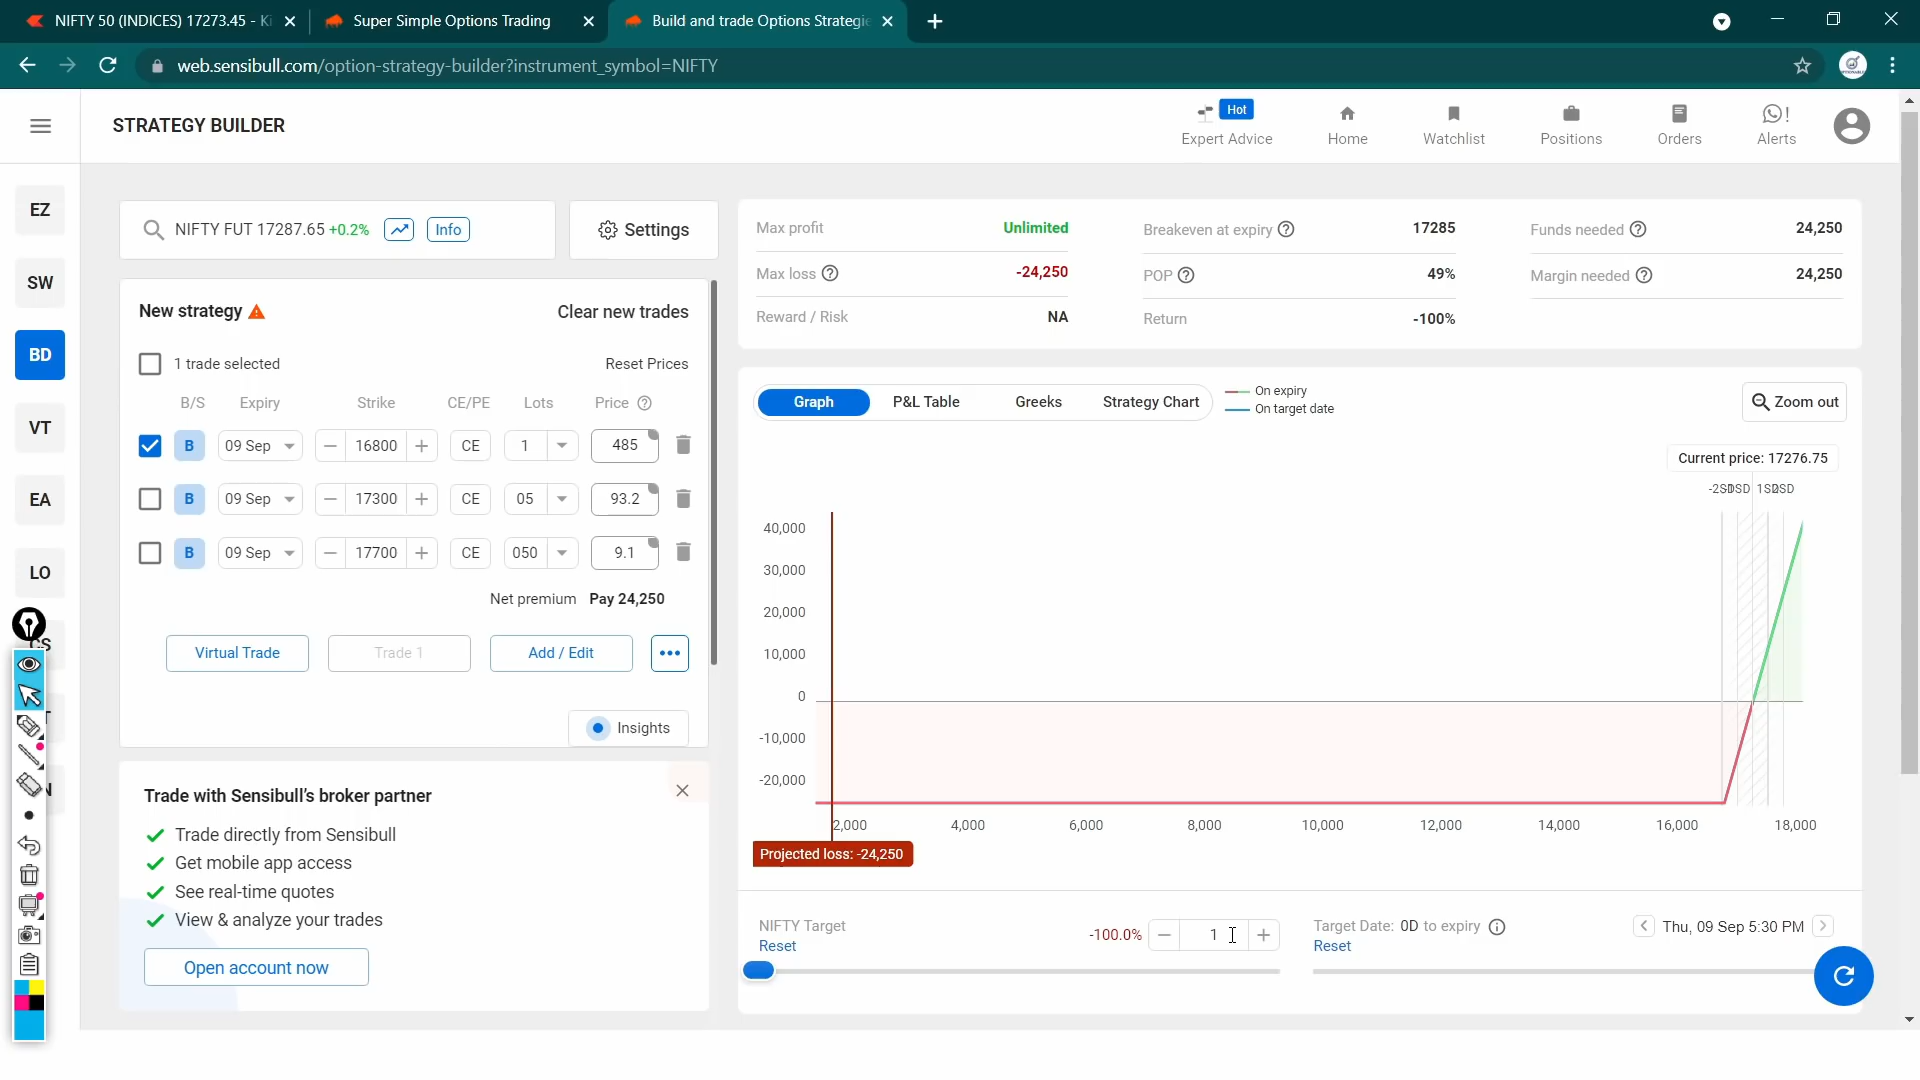 NIFTY 50 (INDICES) 17273.45 - Ki
Super Simple Options Trading
Build and trade Options Strategie
web.sensibull.com/option-strategy-builder?instrument_symbol=NIFTY
STRATEGY BUILDER
Hot
Expert Advice
Home
Watchlist
Positions
Orders
Alerts
EZ
SW
BD
VT
EA
LO
CS
NIFTY FUT 17287.65 +0.2%
Info
Settings
New strategy
Clear new trades
1 trade selected
Reset Prices
B/S Expiry Strike CE/PE Lots Price
B 09 Sep − 16800 + CE 1 485
B 09 Sep − 17300 + CE 05 93.2
B 09 Sep − 17700 + CE 050 9.1
Net premium Pay 24,250
Virtual Trade
Trade 1
Add / Edit
Insights
Trade with Sensibull's broker partner
Trade directly from Sensibull
Get mobile app access
See real-time quotes
View & analyze your trades
Open account now
Max profit Unlimited
Max loss -24,250
Reward / Risk NA
Breakeven at expiry 17285
POP 49%
Return -100%
Funds needed 24,250
Margin needed 24,250
Graph
P&L Table
Greeks
Strategy Chart
On expiry
On target date
Zoom out
Current price: 17276.75
40,000
30,000
20,000
10,000
0
-10,000
-20,000
2,000 4,000 6,000 8,000 10,000 12,000 14,000 16,000 18,000
Projected loss: -24,250
NIFTY Target
Reset
-100.0% − 1 +
Target Date: 0D to expiry
Reset
Thu, 09 Sep 5:30 PM